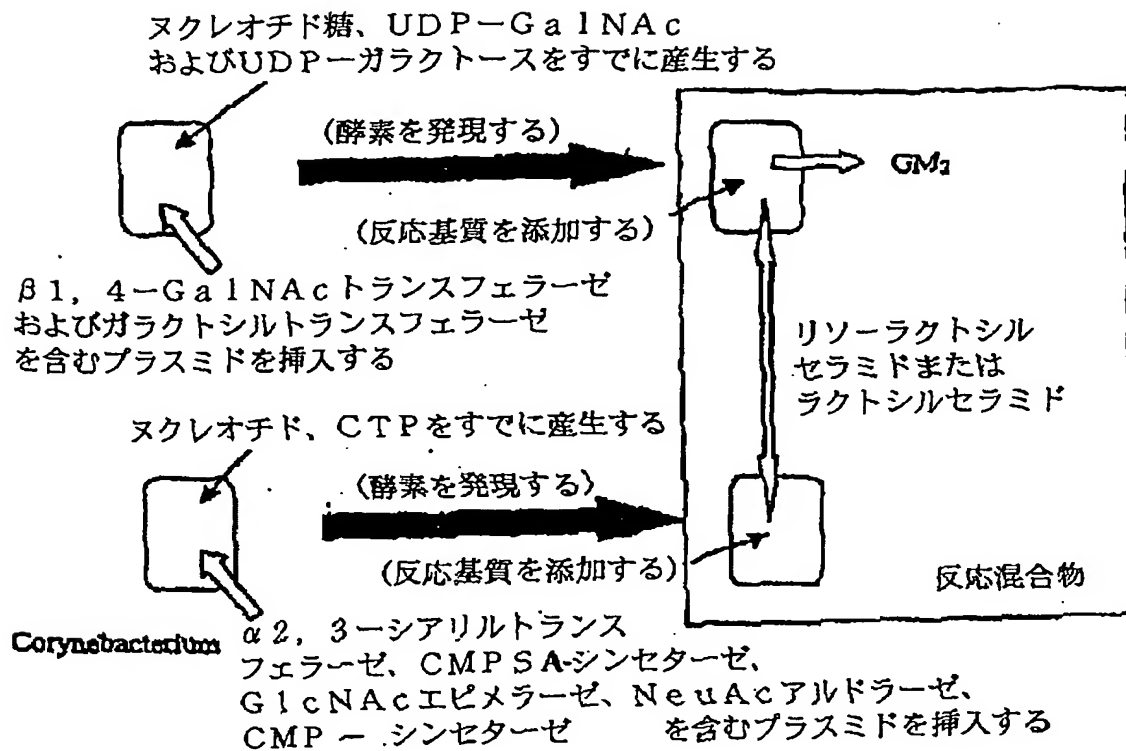 ヌクレオチド糖、UDP－GalNAc
およびUDP－ガラクトースをすでに産生する
(酵素を発現する)
(反応基質を添加する)
GM₂
β1，4－GalNAcトランスフェラーゼ
およびガラクトシルトランスフェラーゼ
を含むプラスミドを挿入する
リソーラクトシル
セラミドまたは
ラクトシルセラミド
ヌクレオチド、CTPをすでに産生する
(酵素を発現する)
(反応基質を添加する)
反応混合物
Corynebacterium
α2，3－シアリルトランス
フェラーゼ、CMPSA-シンセターゼ、
GlcNAcエピメラーゼ、NeuAcアルドラーゼ、
CMP － シンセターゼ を含むプラスミドを挿入する